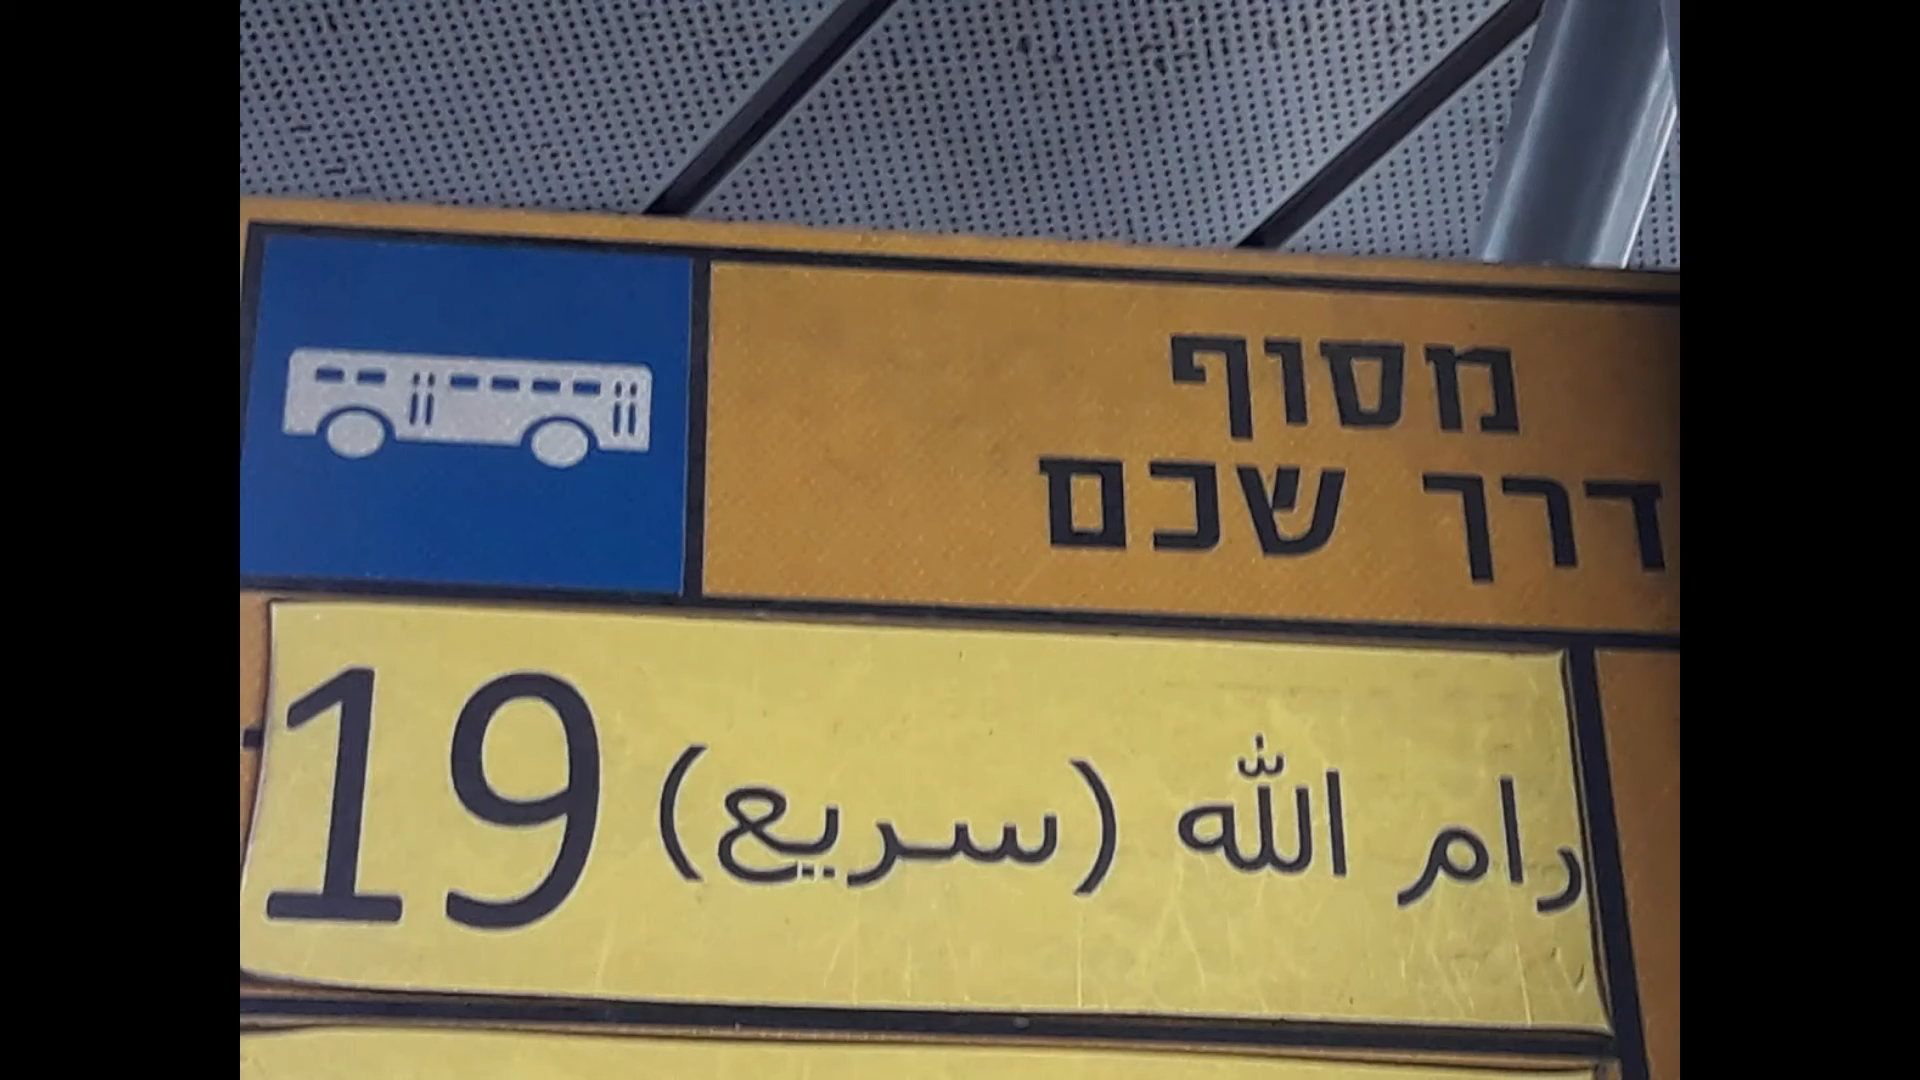 מסוף
דרך שכם
19 رام الله (سريع)